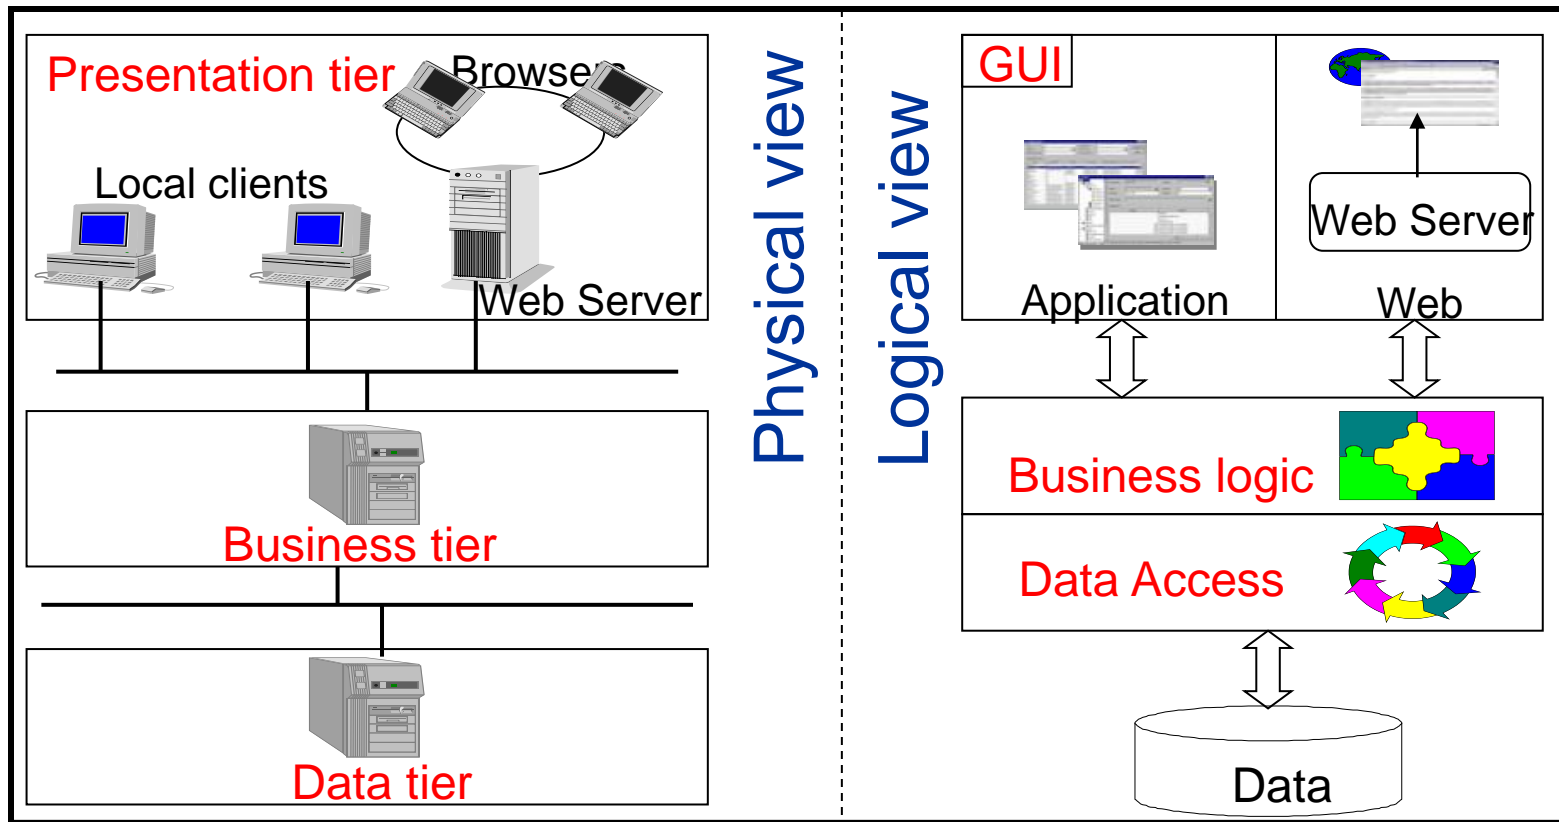 Presentation tier
Browsers
Local clients
Web Server
Business tier
Data tier
Physical view
Logical view
GUI
Web Server
Application
Web
Business logic
Data Access
Data